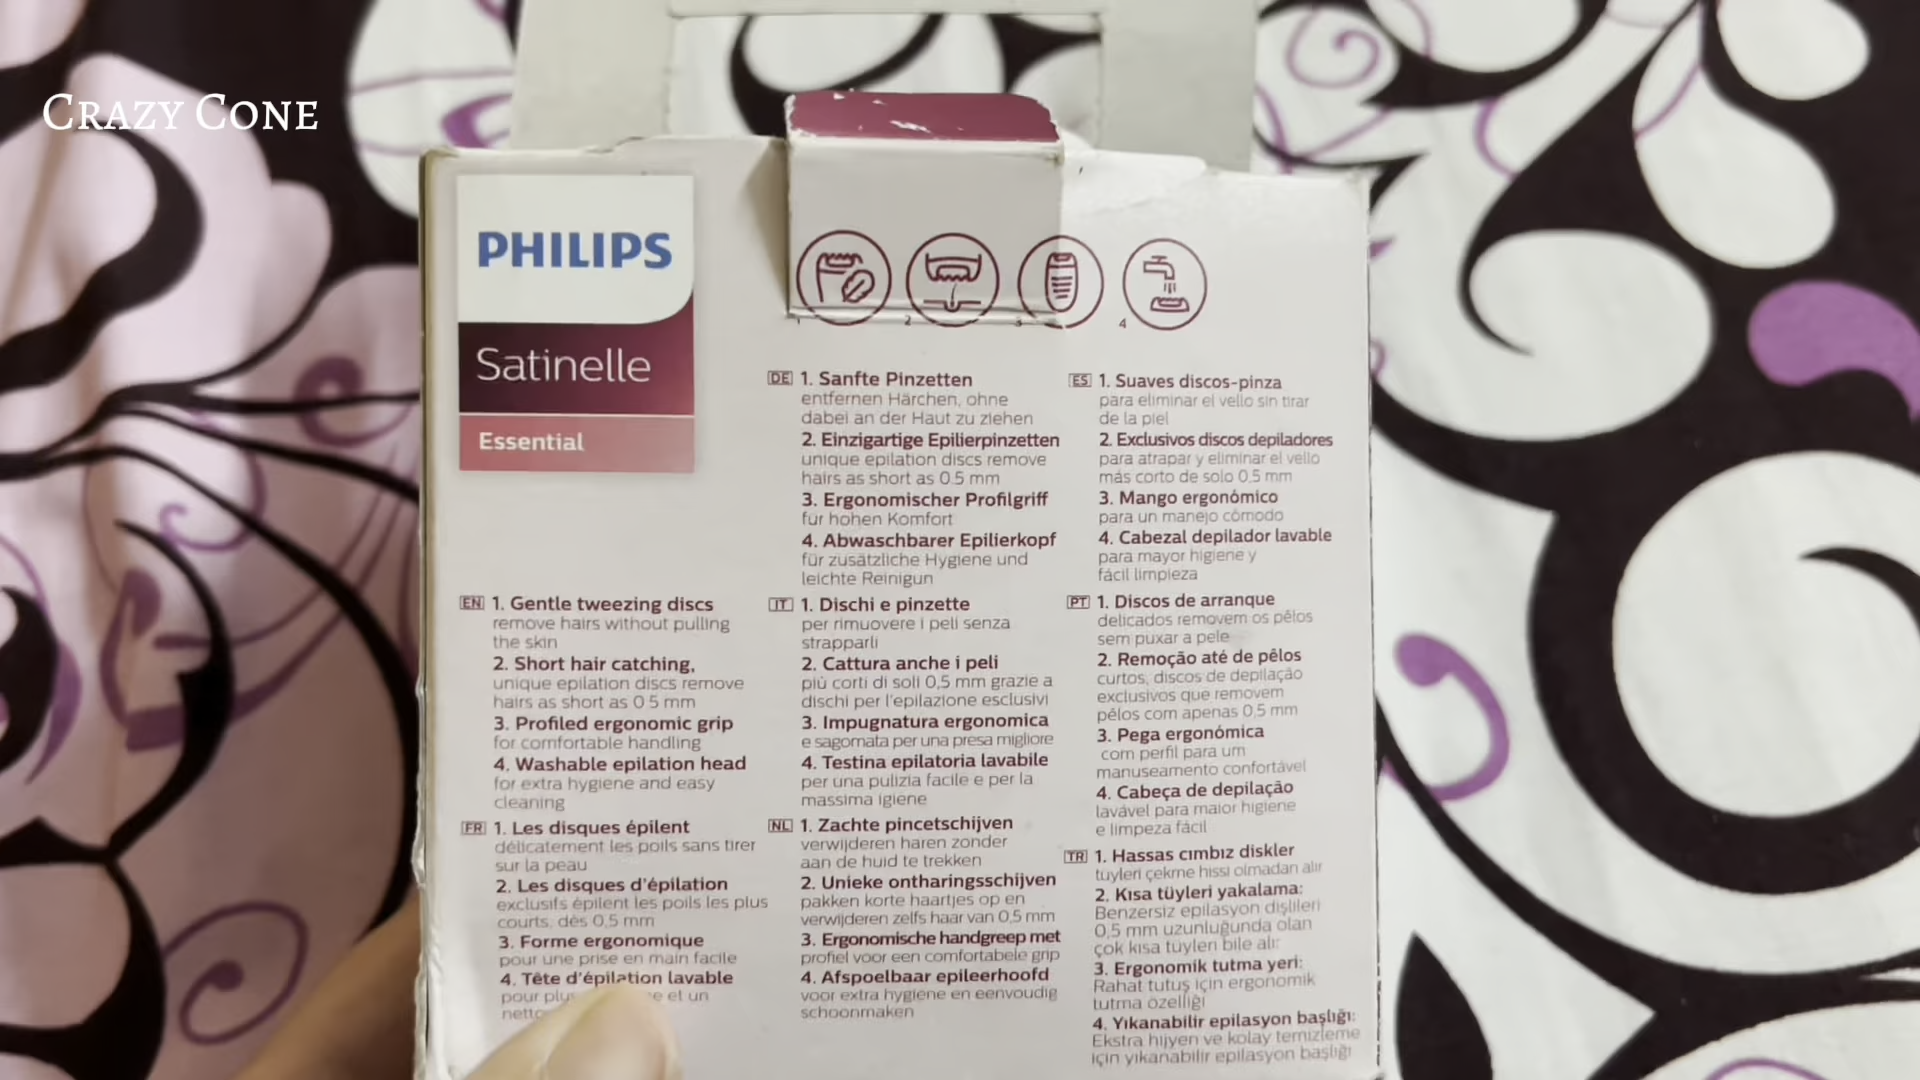 CRAZY CONE
PHILIPS
Satinelle
Essential
1 2 3 4
EN 1. Gentle tweezing discs
remove hairs without pulling
the skin
2. Short hair catching,
unique epilation discs remove
hairs as short as 0.5 mm
3. Profiled ergonomic grip
for comfortable handling
4. Washable epilation head
for extra hygiene and easy
cleaning
FR 1. Les disques épilent
délicatement les poils sans tirer
sur la peau
2. Les disques d'épilation
exclusifs épilent les poils les plus
courts, dès 0,5 mm
3. Forme ergonomique
pour une prise en main facile
4. Tête d'épilation lavable
pour et un
DE 1. Sanfte Pinzetten
entfernen Härchen, ohne
dabei an der Haut zu ziehen
2. Einzigartige Epilierpinzetten
unique epilation discs remove
hairs as short as 0.5 mm
3. Ergonomischer Profilgriff
für hohen Komfort
4. Abwaschbarer Epilierkopf
für zusätzliche Hygiene und
leichte Reinigun
IT 1. Dischi e pinzette
per rimuovere i peli senza
strapparli
2. Cattura anche i peli
più corti di soli 0,5 mm grazie a
dischi per l'epilazione esclusivi
3. Impugnatura ergonomica
e sagomata per una presa migliore
4. Testina epilatoria lavabile
per una pulizia facile e per la
massima igiene
NL 1. Zachte pincetschijven
verwijderen haren zonder
aan de huid te trekken
2. Unieke ontharingsschijven
pakken korte haartjes op en
verwijderen zelfs haar van 0,5 mm
3. Ergonomische handgreep met
profiel voor een comfortabele grip
4. Afspoelbaar epileerhoofd
voor extra hygiëne en eenvoudig
schoonmaken
ES 1. Suaves discos-pinza
para eliminar el vello sin tirar
de la piel
2. Exclusivos discos depiladores
para atrapar y eliminar el vello
más corto de solo 0,5 mm
3. Mango ergonómico
para un manejo cómodo
4. Cabezal depilador lavable
para mayor higiene y
fácil limpieza
PT 1. Discos de arranque
delicados removem os pêlos
sem puxar a pele
2. Remoção até de pêlos
curtos, discos de depilação
exclusivos que removem
pêlos com apenas 0,5 mm
3. Pega ergonómica
com perfil para um
manuseamento confortável
4. Cabeça de depilação
lavável para maior higiene
e limpeza fácil
TR 1. Hassas cımbız diskler
tüyleri çekme hissi olmadan alır
2. Kısa tüyleri yakalama:
Benzersiz epilasyon dişlileri
0,5 mm uzunluğunda olan
çok kısa tüyleri bile alır
3. Ergonomik tutma yeri:
Rahat tutuş için ergonomik
tutma özelliği
4. Yıkanabilir epilasyon başlığı:
Ekstra hijyen ve kolay temizleme
için yıkanabilir epilasyon başlığı